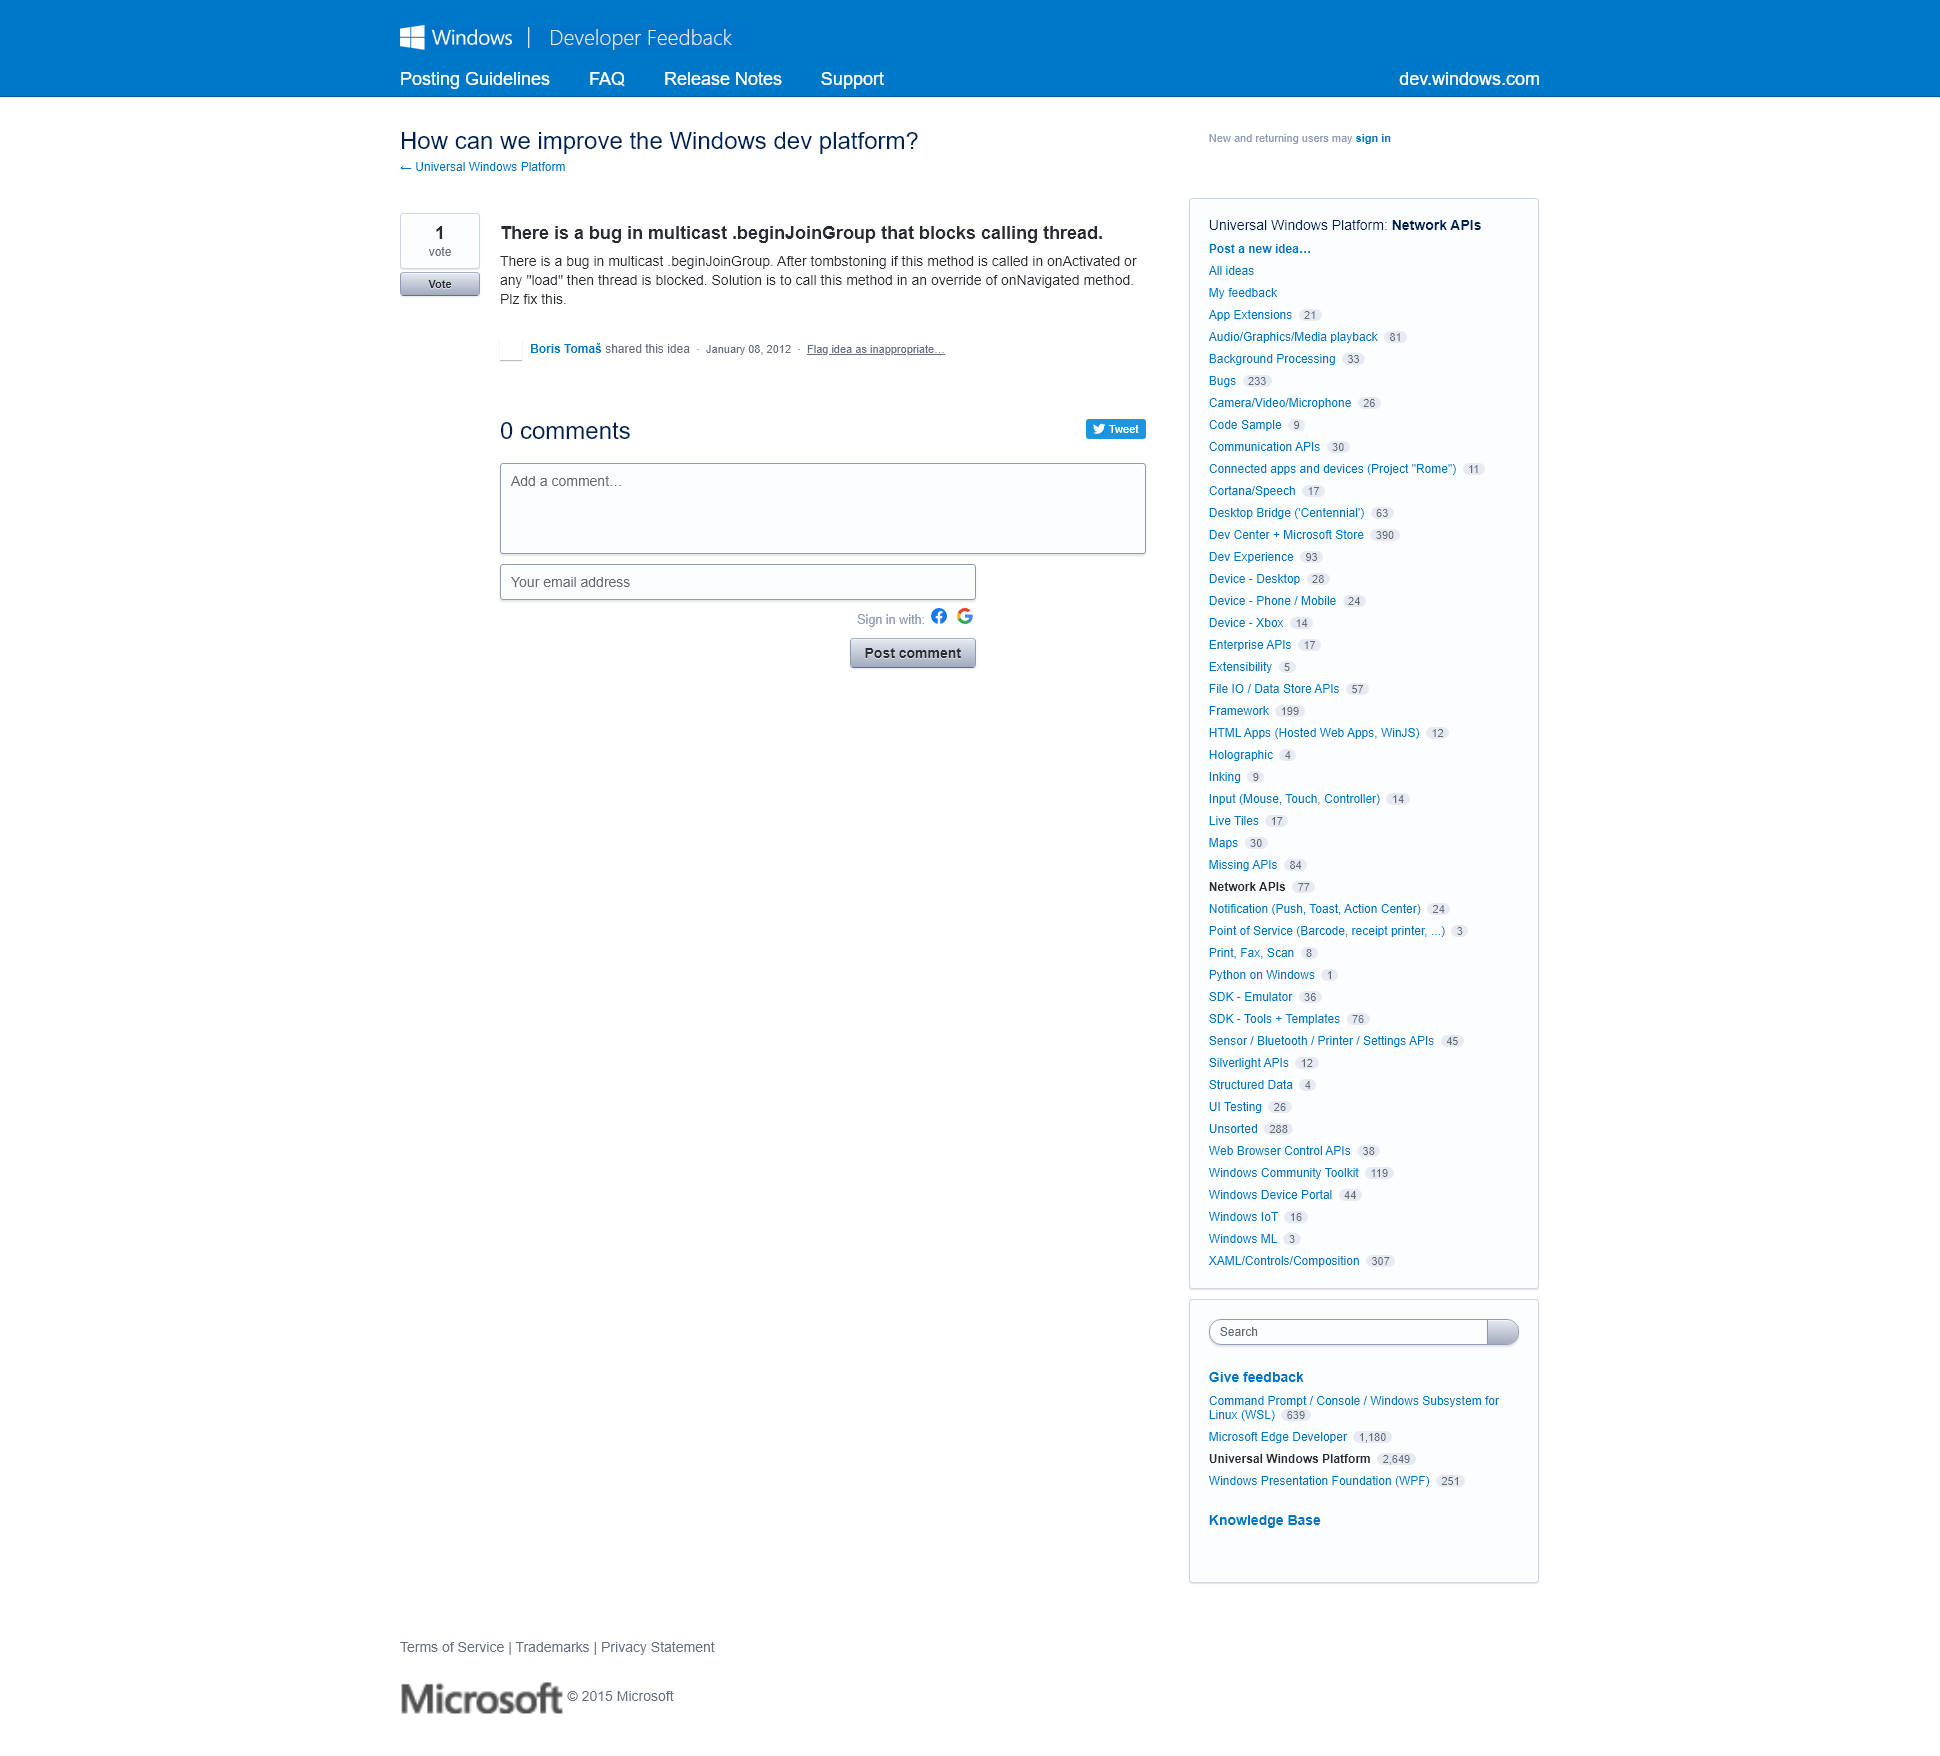 Windows | Developer Feedback
Posting Guidelines FAQ Release Notes Support dev.windows.com
How can we improve the Windows dev platform?
← Universal Windows Platform
New and returning users may sign in
1
vote
Vote
There is a bug in multicast .beginJoinGroup that blocks calling thread.
There is a bug in multicast .beginJoinGroup. After tombstoning if this method is called in onActivated or
any "load" then thread is blocked. Solution is to call this method in an override of onNavigated method.
Plz fix this.
Boris Tomaš shared this idea · January 08, 2012 · Flag idea as inappropriate…
0 comments
Tweet
Add a comment…
Your email address
Sign in with:
Post comment
Universal Windows Platform: Network APIs
Post a new idea…
All ideas
My feedback
App Extensions 21
Audio/Graphics/Media playback 81
Background Processing 33
Bugs 233
Camera/Video/Microphone 26
Code Sample 9
Communication APIs 30
Connected apps and devices (Project "Rome") 11
Cortana/Speech 17
Desktop Bridge ('Centennial') 63
Dev Center + Microsoft Store 390
Dev Experience 93
Device - Desktop 28
Device - Phone / Mobile 24
Device - Xbox 14
Enterprise APIs 17
Extensibility 5
File IO / Data Store APIs 57
Framework 199
HTML Apps (Hosted Web Apps, WinJS) 12
Holographic 4
Inking 9
Input (Mouse, Touch, Controller) 14
Live Tiles 17
Maps 30
Missing APIs 84
Network APIs 77
Notification (Push, Toast, Action Center) 24
Point of Service (Barcode, receipt printer, ...) 3
Print, Fax, Scan 8
Python on Windows 1
SDK - Emulator 36
SDK - Tools + Templates 76
Sensor / Bluetooth / Printer / Settings APIs 45
Silverlight APIs 12
Structured Data 4
UI Testing 26
Unsorted 288
Web Browser Control APIs 38
Windows Community Toolkit 119
Windows Device Portal 44
Windows IoT 16
Windows ML 3
XAML/Controls/Composition 307
Search
Give feedback
Command Prompt / Console / Windows Subsystem for
Linux (WSL) 639
Microsoft Edge Developer 1,180
Universal Windows Platform 2,649
Windows Presentation Foundation (WPF) 251
Knowledge Base
Terms of Service | Trademarks | Privacy Statement
Microsoft © 2015 Microsoft